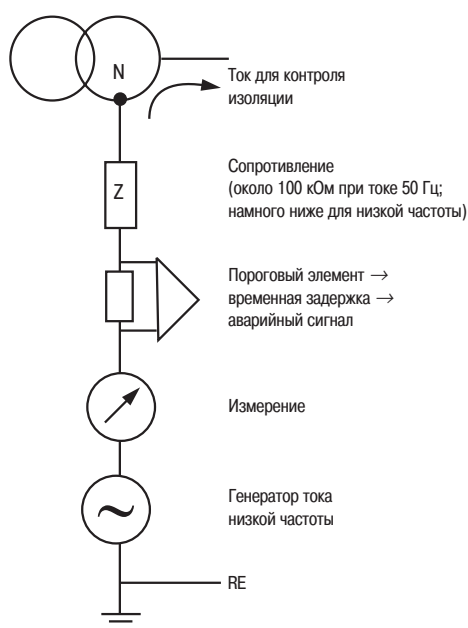 N
Ток для контроля
изоляции
Z
Сопротивление
(около 100 кОм при токе 50 Гц;
намного ниже для низкой частоты)
Пороговый элемент →
временная задержка →
аварийный сигнал
Измерение
Генератор тока
низкой частоты
RE